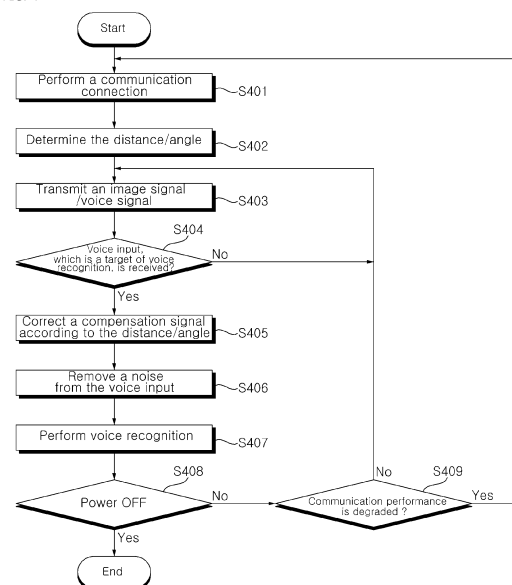 Start
Perform a communication
connection
S401
Determine the distance/angle
S402
Transmit an image signal
/voice signal
S403
S404
Voice input,
which is a target of voice
recognition, is received?
No
Yes
Correct a compensation signal
according to the distance/angle
S405
Remove a noise
from the voice input
S406
Perform voice recognition
S407
S408
Power OFF
No
Yes
No
S409
Communication performance
is degraded ?
Yes
End